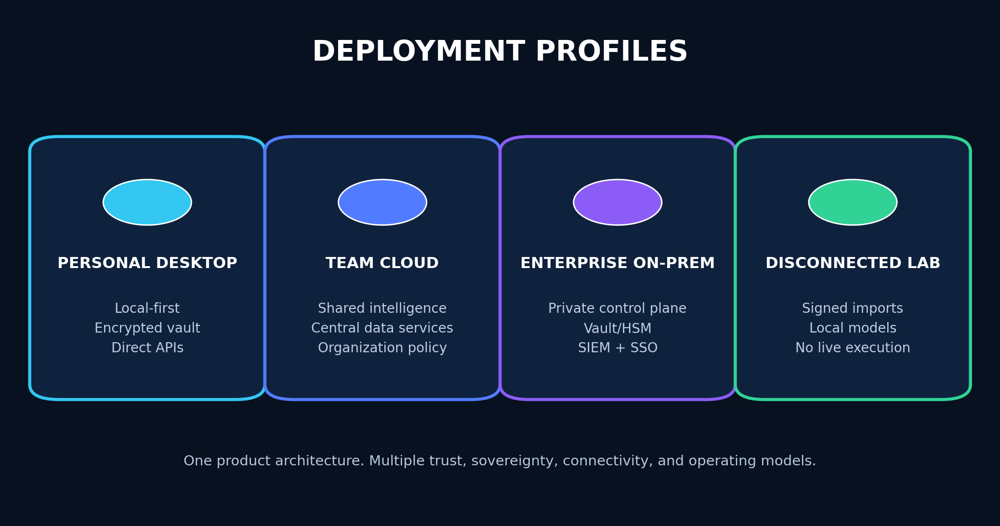 DEPLOYMENT PROFILES
PERSONAL DESKTOP
Local-first
Encrypted vault
Direct APIs
TEAM CLOUD
Shared intelligence
Central data services
Organization policy
ENTERPRISE ON-PREM
Private control plane
Vault/HSM
SIEM + SSO
DISCONNECTED LAB
Signed imports
Local models
No live execution
One product architecture. Multiple trust, sovereignty, connectivity, and operating models.